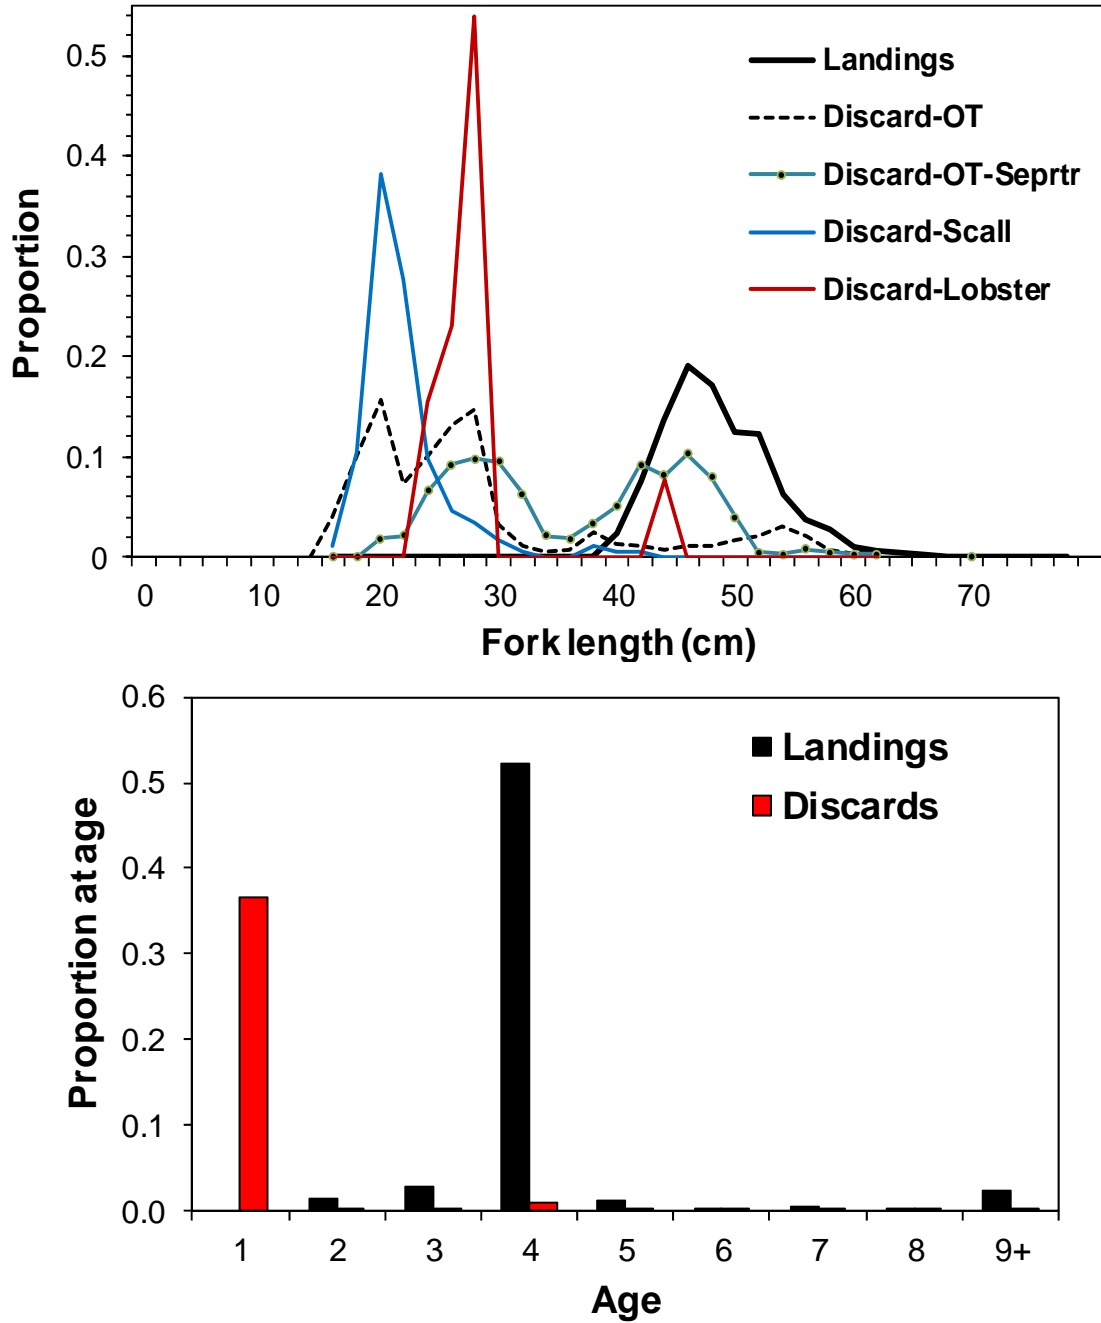 Proportion
0.5
0.4
0.3
0.2
0.1
0
Landings
Discard-OT
Discard-OT-Seprtr
Discard-Scall
Discard-Lobster
0 10 20 30 40 50 60 70
Fork length (cm)
Proportion at age
0.6
0.5
0.4
0.3
0.2
0.1
0.0
Landings
Discards
1 2 3 4 5 6 7 8 9+
Age